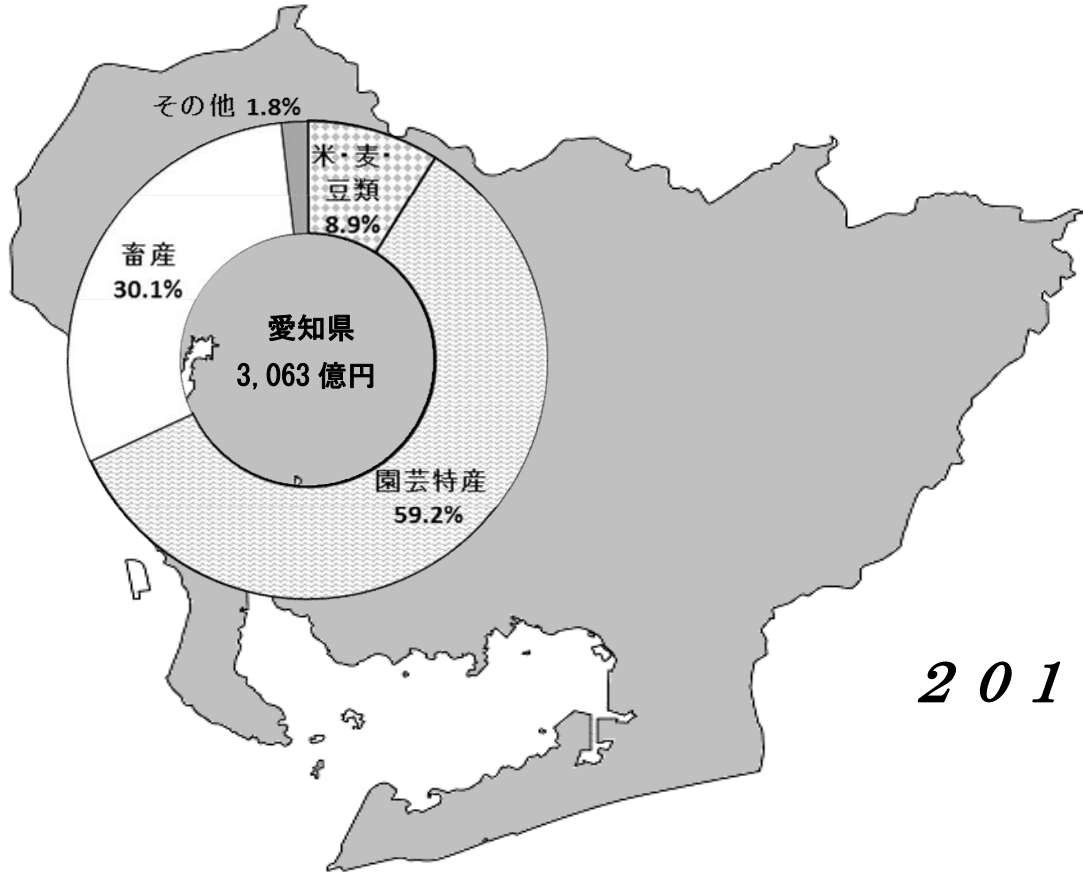 その他 1.8%
米・麦・
豆類
8.9%
畜産
30.1%
愛知県
3,063 億円
園芸特産
59.2%
201